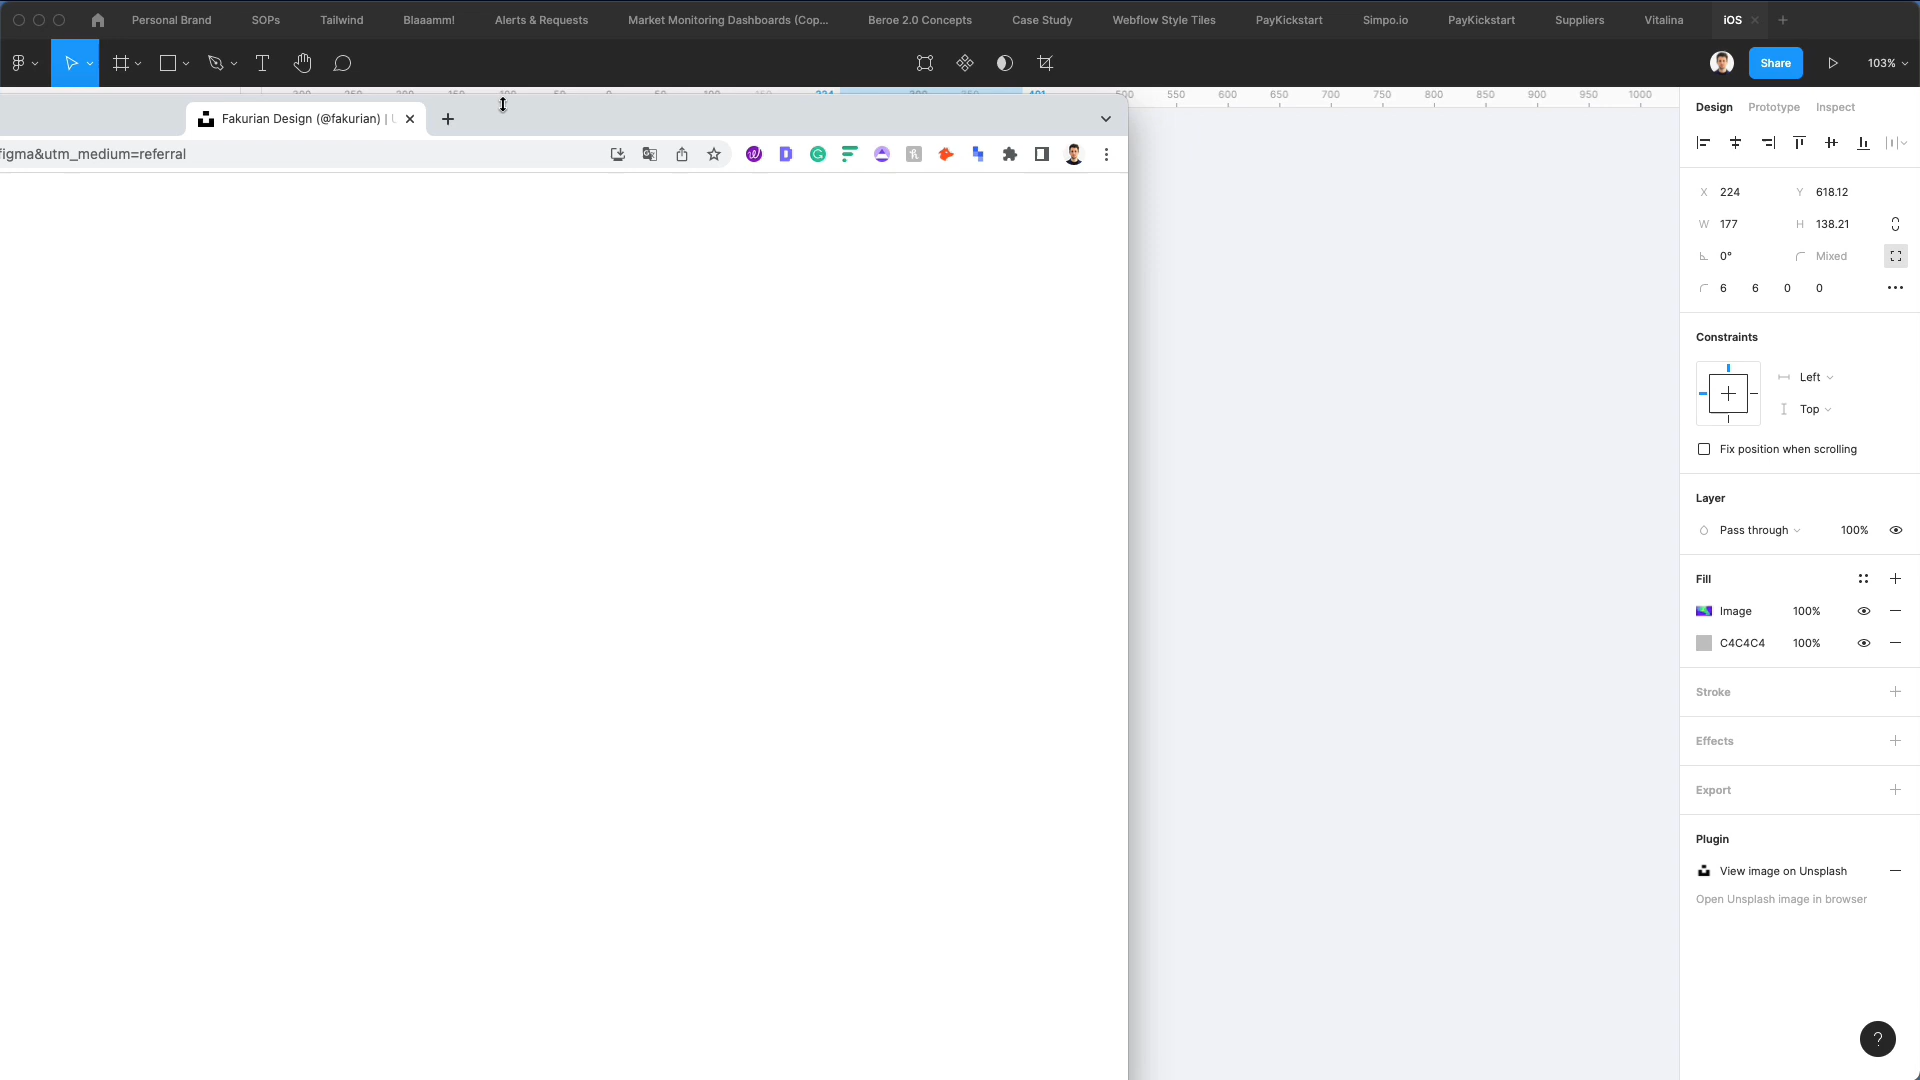 Personal Brand SOPs Tailwind Blaaamm! Alerts & Requests Market Monitoring Dashboards (Cop... Beroe 2.0 Concepts Case Study Webflow Style Tiles PayKickstart Simpo.io PayKickstart Suppliers Vitalina iOS
Share 103%
500 550 600 650 700 750 800 850 900 950 1000
Fakurian Design (@fakurian) |
figma&utm_medium=referral
Design Prototype Inspect
X 224 Y 618.12
W 177 H 138.21
0° Mixed
6 6 0 0
Constraints
Left
Top
Fix position when scrolling
Layer
Pass through 100%
Fill
Image 100%
C4C4C4 100%
Stroke
Effects
Export
Plugin
View image on Unsplash
Open Unsplash image in browser
?